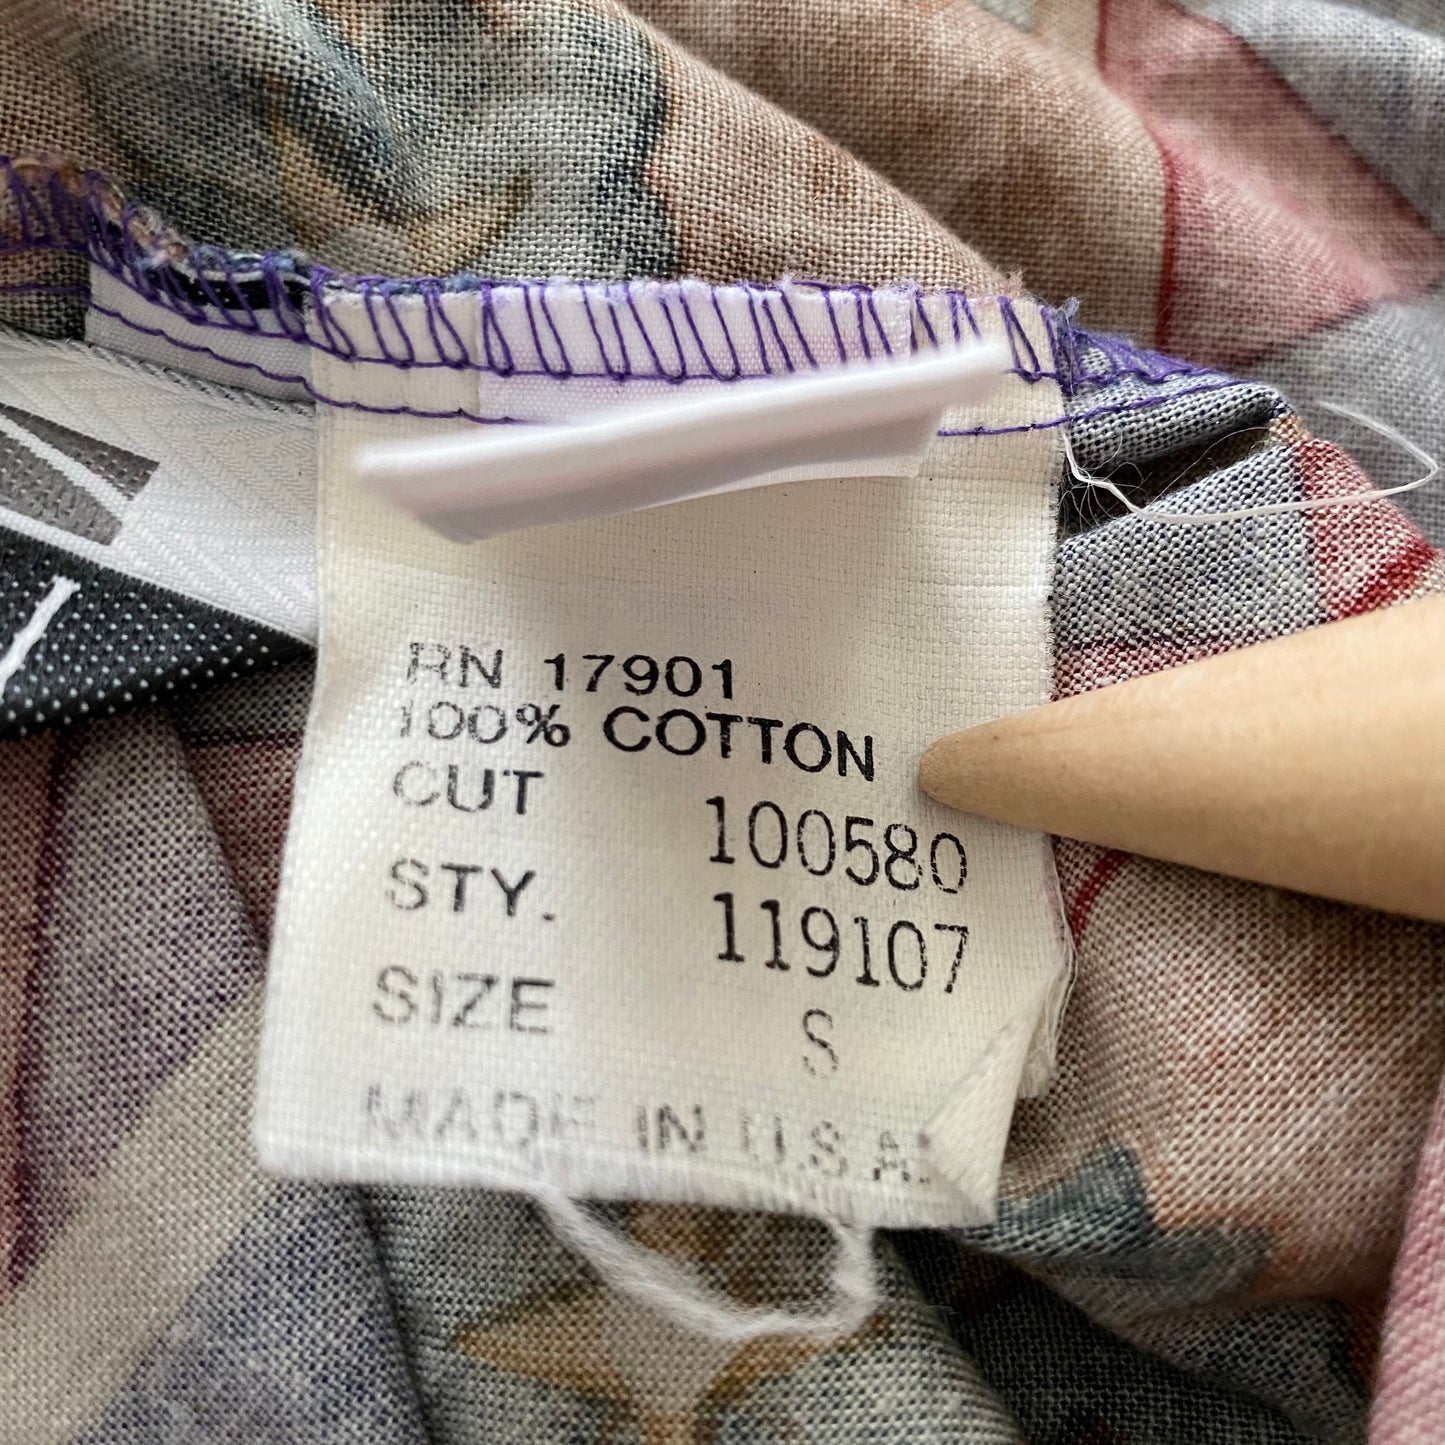 RN 17901
100% COTTON
CUT 100580
STY. 119107
SIZE S
MADE IN U.S.A.